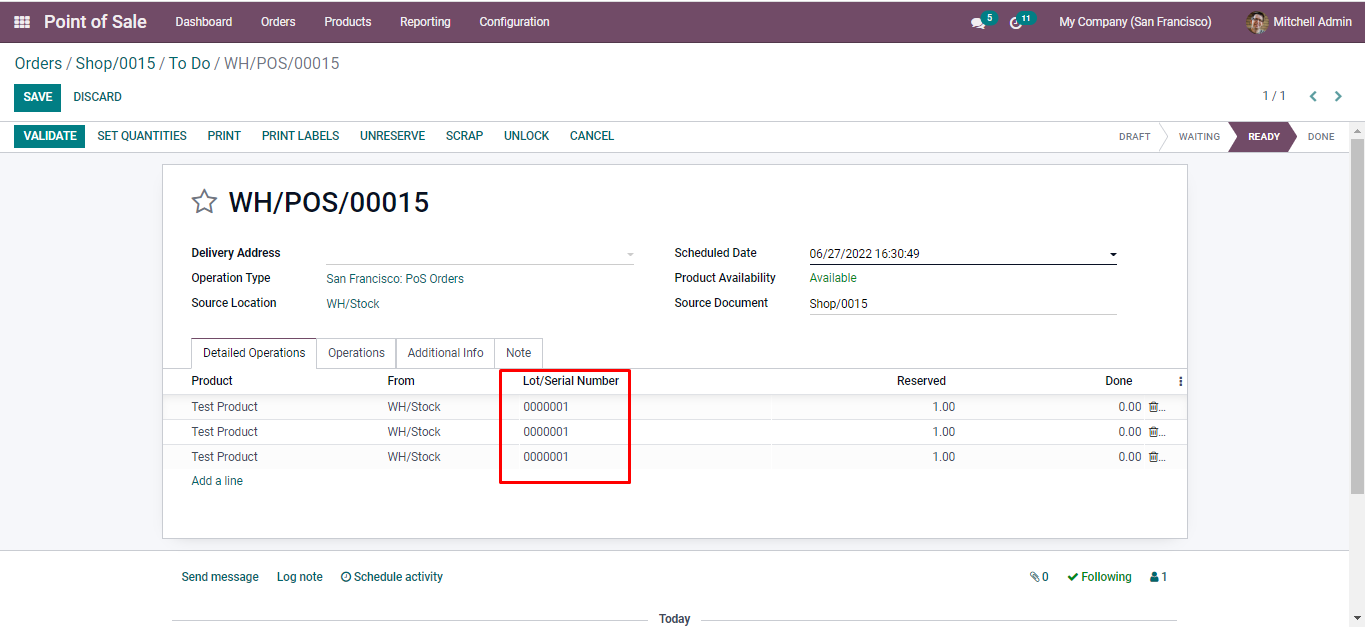 Point of Sale Dashboard Orders Products Reporting Configuration 5 11 My Company (San Francisco) Mitchell Admin
Orders / Shop/0015 / To Do / WH/POS/00015
SAVE DISCARD 1 / 1
VALIDATE SET QUANTITIES PRINT PRINT LABELS UNRESERVE SCRAP UNLOCK CANCEL DRAFT WAITING READY DONE
WH/POS/00015
Delivery Address Scheduled Date 06/27/2022 16:30:49
Operation Type San Francisco: PoS Orders Product Availability Available
Source Location WH/Stock Source Document Shop/0015
Detailed Operations Operations Additional Info Note
Product From Lot/Serial Number Reserved Done
Test Product WH/Stock 0000001 1.00 0.00 ...
Test Product WH/Stock 0000001 1.00 0.00 ...
Test Product WH/Stock 0000001 1.00 0.00 ...
Add a line
Send message Log note Schedule activity 0 Following 1
Today